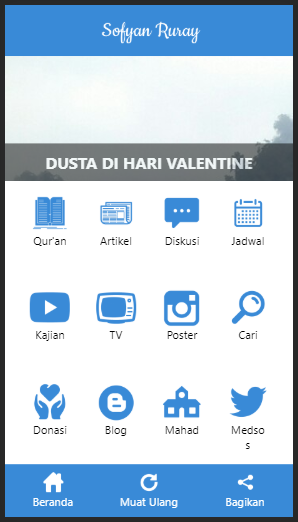 Sofyan Ruray
DUSTA DI HARI VALENTINE
Qur'an
Artikel
Diskusi
Jadwal
Kajian
TV
Poster
Cari
Donasi
Blog
Mahad
Medso
s
Beranda
Muat Ulang
Bagikan